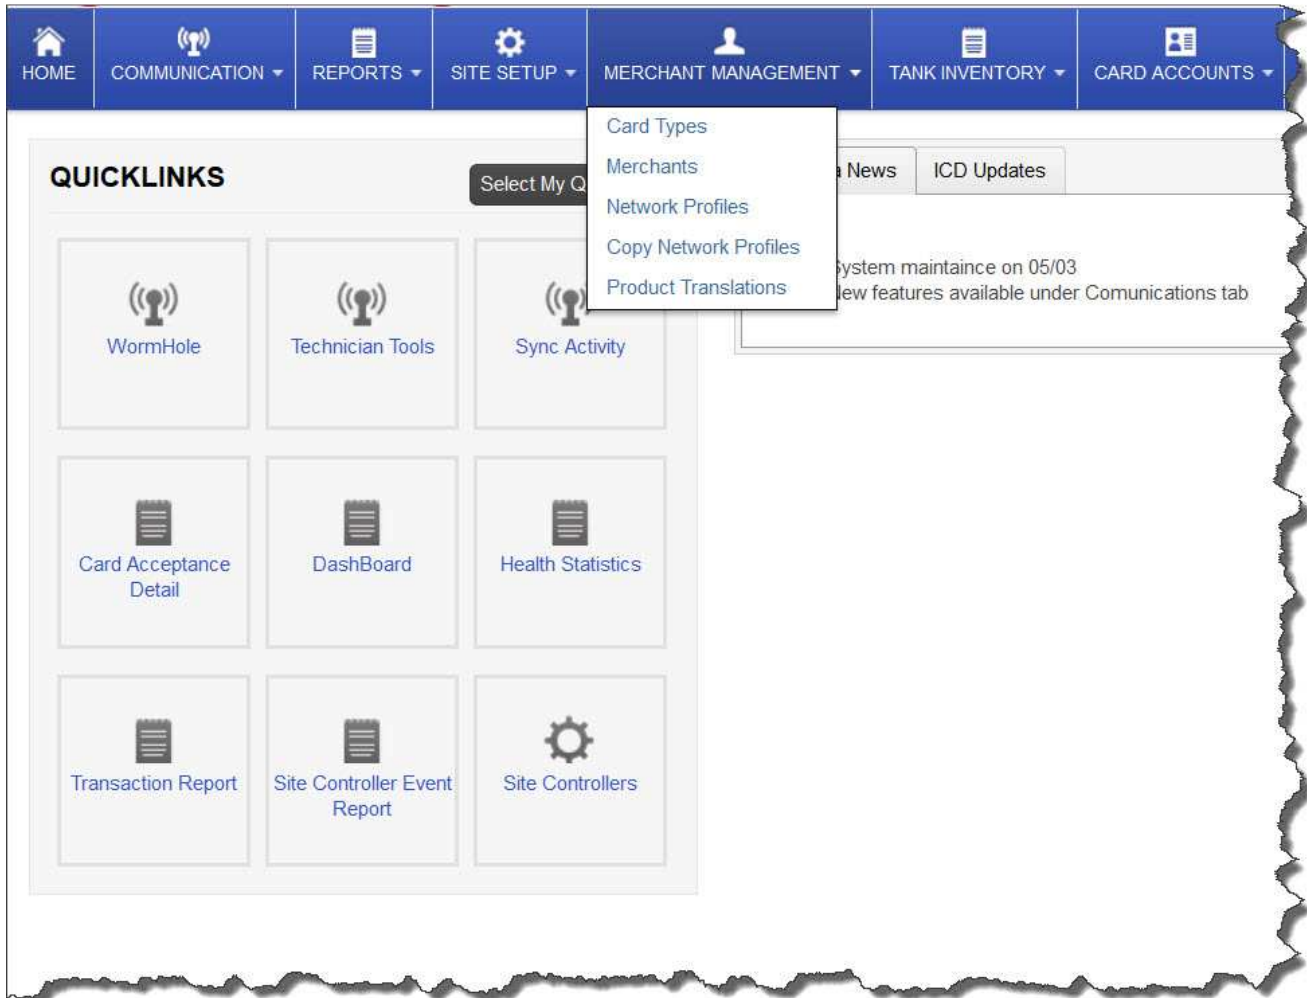 HOME
COMMUNICATION
REPORTS
SITE SETUP
MERCHANT MANAGEMENT
TANK INVENTORY
CARD ACCOUNTS
Card Types
Merchants
Network Profiles
Copy Network Profiles
Product Translations
QUICKLINKS
Select My Q
News
ICD Updates
System maintaince on 05/03
New features available under Comunications tab
WormHole
Technician Tools
Sync Activity
Card Acceptance
Detail
DashBoard
Health Statistics
Transaction Report
Site Controller Event
Report
Site Controllers